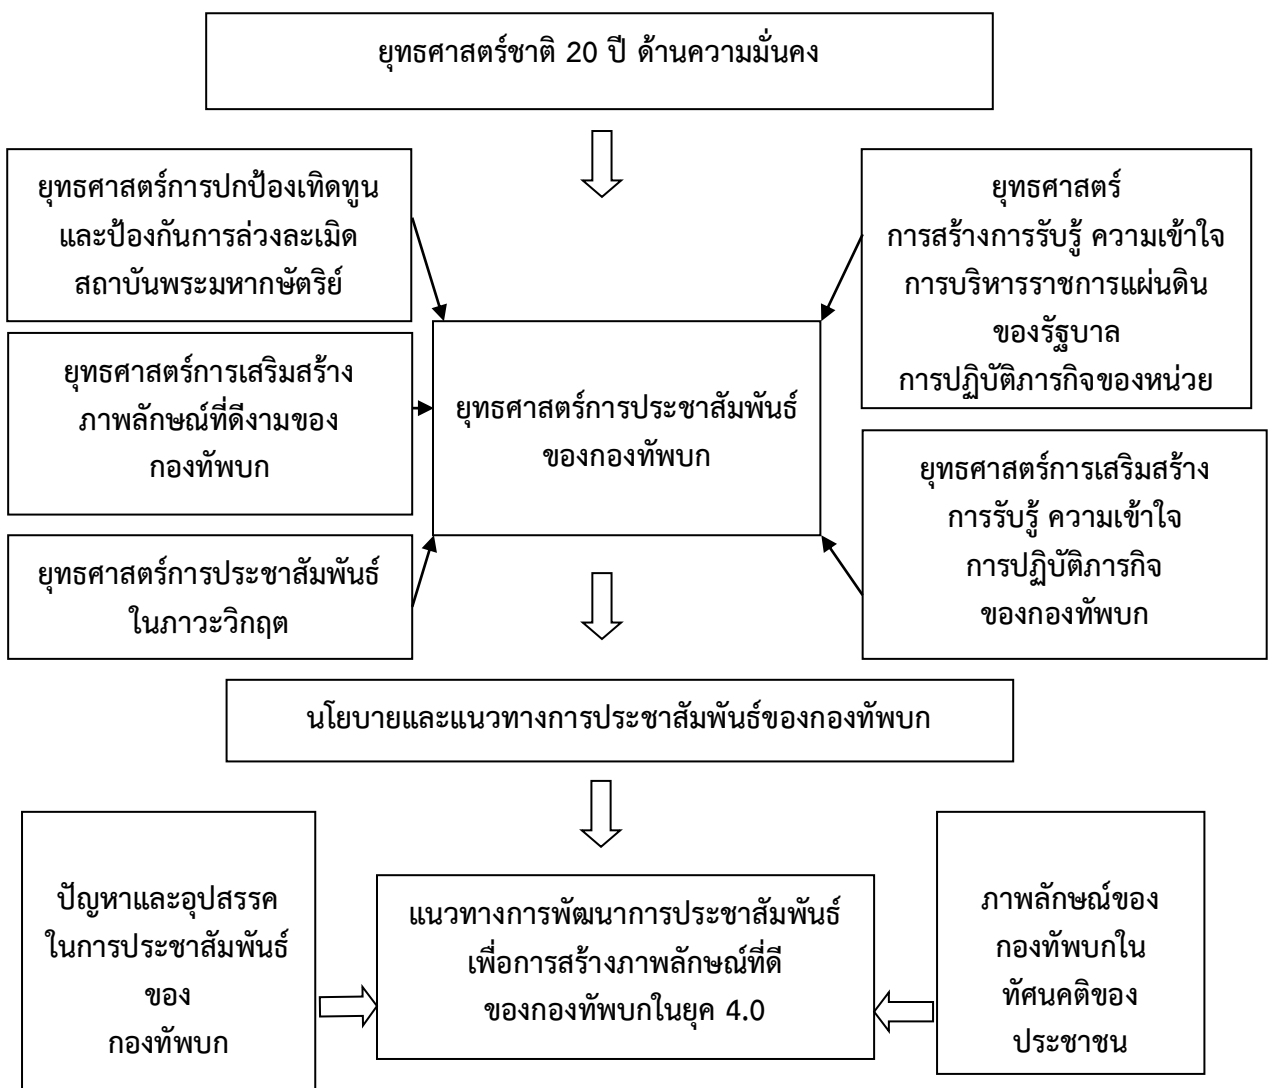 ยุทธศาสตร์ชาติ 20 ปี ด้านความมั่นคง
ยุทธศาสตร์การปกป้องเทิดทูน
และป้องกันการล่วงละเมิด
สถาบันพระมหากษัตริย์
ยุทธศาสตร์การเสริมสร้าง
ภาพลักษณ์ที่ดีงามของ
กองทัพบก
ยุทธศาสตร์การประชาสัมพันธ์
ในภาวะวิกฤต
ยุทธศาสตร์การประชาสัมพันธ์
ของกองทัพบก
ยุทธศาสตร์
การสร้างการรับรู้ ความเข้าใจ
การบริหารราชการแผ่นดิน
ของรัฐบาล
การปฏิบัติภารกิจของหน่วย
ยุทธศาสตร์การเสริมสร้าง
การรับรู้ ความเข้าใจ
การปฏิบัติภารกิจ
ของกองทัพบก
นโยบายและแนวทางการประชาสัมพันธ์ของกองทัพบก
ปัญหาและอุปสรรค
ในการประชาสัมพันธ์
ของ
กองทัพบก
แนวทางการพัฒนาการประชาสัมพันธ์
เพื่อการสร้างภาพลักษณ์ที่ดี
ของกองทัพบกในยุค 4.0
ภาพลักษณ์ของ
กองทัพบกใน
ทัศนคติของ
ประชาชน